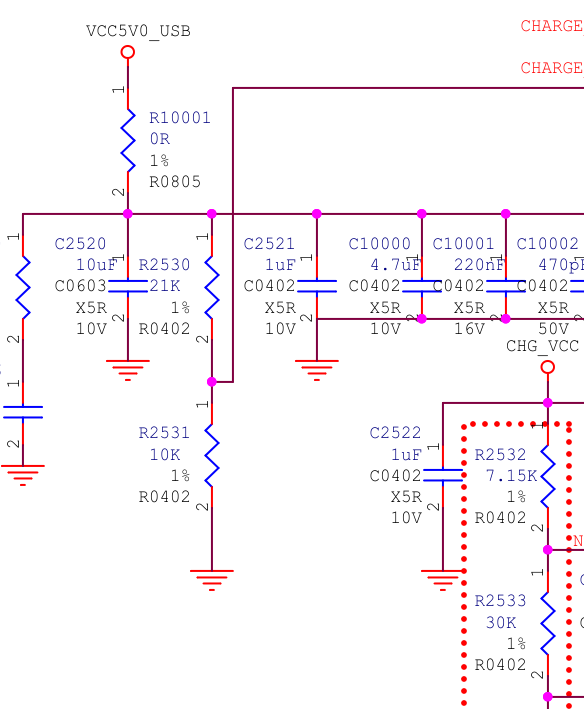 VCC5V0_USB
CHARGE
CHARGE
1
R10001
0R
1%
R0805
2
1
2
1
2
C2520
10uF
C0603
X5R
10V
1
2
R2530
21K
1%
R0402
1
2
C2521
1uF
C0402
X5R
10V
1
2
C10000
4.7uF
C0402
X5R
10V
1
2
C10001
220nF
C0402
X5R
16V
1
2
C10002
470p
C0402
X5R
50V
2
CHG_VCC
R2531
10K
1%
R0402
1
2
C2522
1uF
C0402
X5R
10V
1
2
R2532
7.15K
1%
R0402
1
2
N
R2533
30K
1%
R0402
1
2